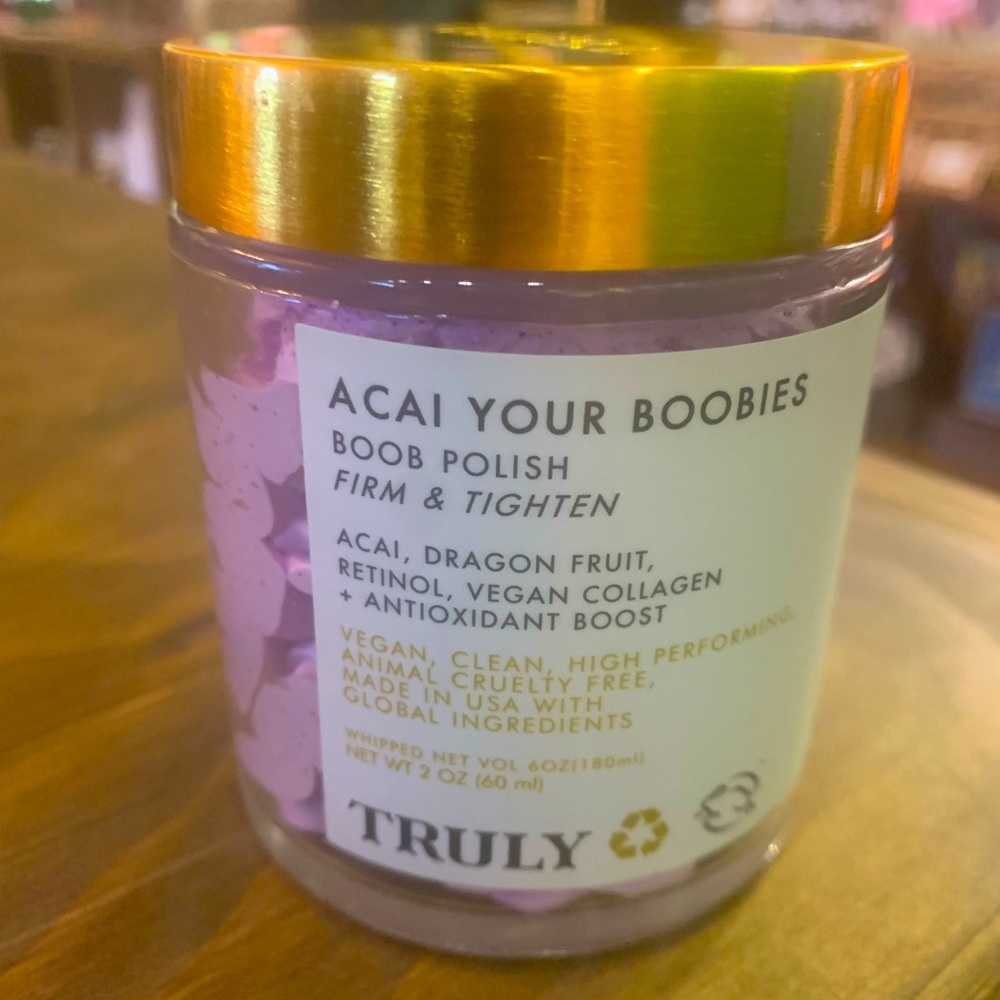 ACAI YOUR BOOBIES
BOOB POLISH
FIRM & TIGHTEN
ACAI, DRAGON FRUIT,
RETINOL, VEGAN COLLAGEN
+ ANTIOXIDANT BOOST
VEGAN, CLEAN, HIGH PERFORMING,
ANIMAL CRUELTY FREE,
MADE IN USA WITH
GLOBAL INGREDIENTS
WHIPPED NET VOL 6OZ(180ml)
NET WT 2 OZ (60 ml)
TRULY